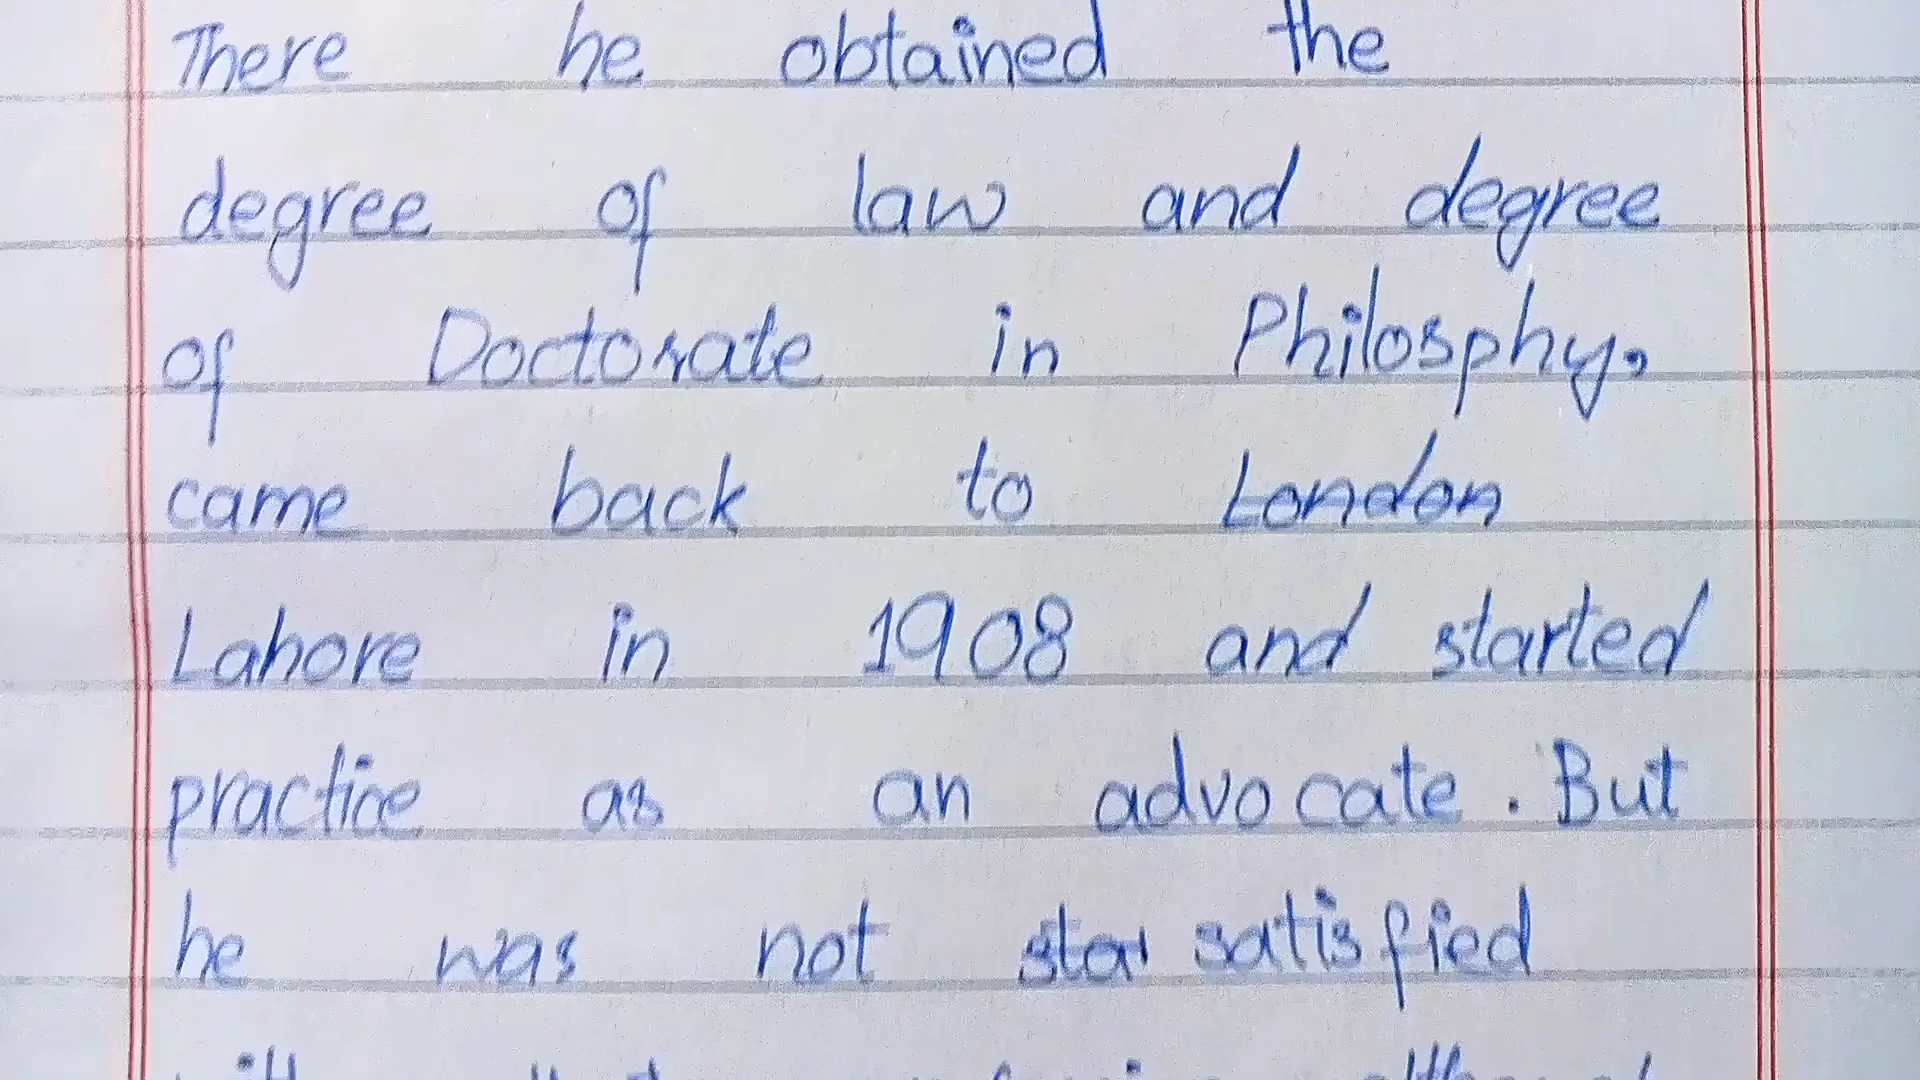 There he obtained the
degree of law and degree
of Doctorate in Philosphy,
came back to London
Lahore in 1908 and started
practice as an advocate. But
he was not sta satisfied